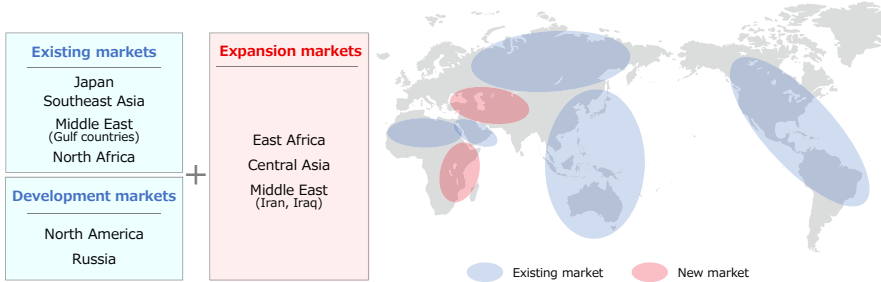 Existing markets
Japan
Southeast Asia
Middle East
(Gulf countries)
North Africa
Development markets
North America
Russia
+
Expansion markets
East Africa
Central Asia
Middle East
(Iran, Iraq)
Existing market
New market